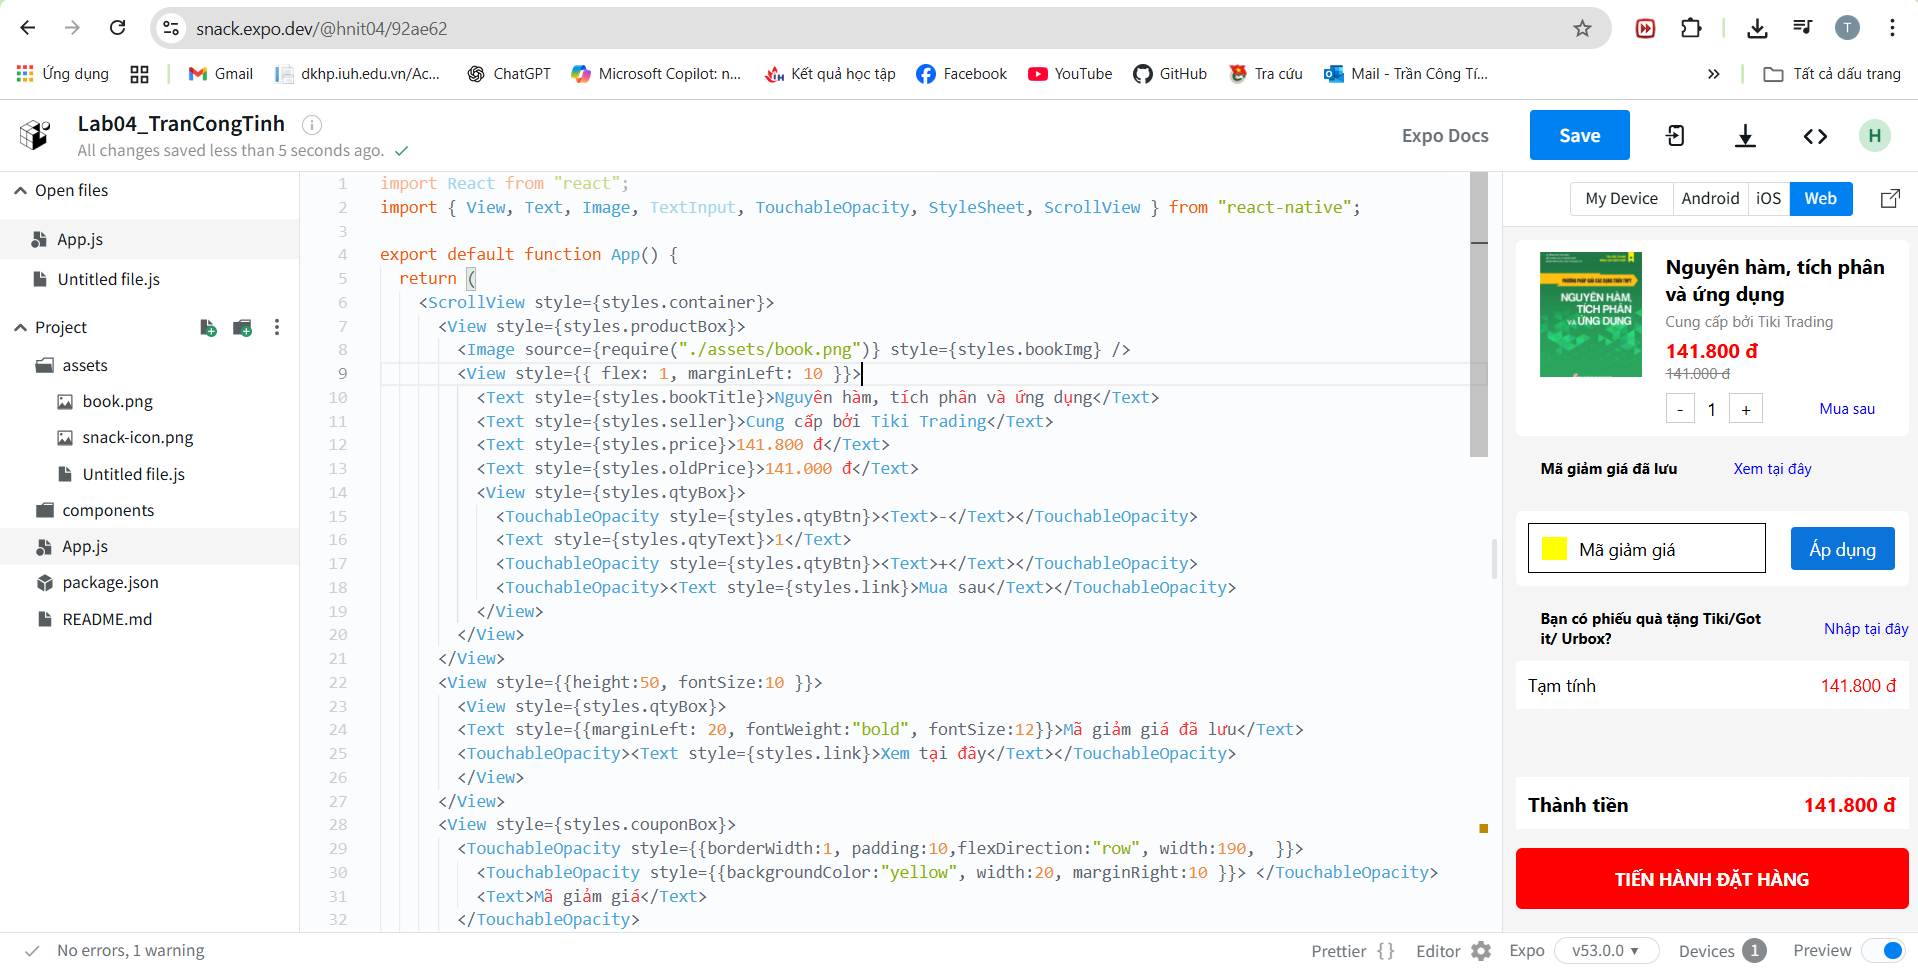 snack.expo.dev/@hnit04/92ae62
T
Ứng dụng
Gmail
dkhp.iuh.edu.vn/Ac...
ChatGPT
Microsoft Copilot: n...
Kết quả học tập
Facebook
YouTube
GitHub
Tra cứu
Mail - Trần Công Tí...
Tất cả dấu trang
Lab04_TranCongTinh
All changes saved less than 5 seconds ago.
Expo Docs
Save
H
Open files
App.js
Untitled file.js
Project
assets
book.png
snack-icon.png
Untitled file.js
components
App.js
package.json
README.md
1 import React from "react";
2 import { View, Text, Image, TextInput, TouchableOpacity, StyleSheet, ScrollView } from "react-native";
3
4 export default function App() {
5 return (
6 <ScrollView style={styles.container}>
7 <View style={styles.productBox}>
8 <Image source={require("./assets/book.png")} style={styles.bookImg} />
9 <View style={{ flex: 1, marginLeft: 10 }}>
10 <Text style={styles.bookTitle}>Nguyên hàm, tích phân và ứng dụng</Text>
11 <Text style={styles.seller}>Cung cấp bởi Tiki Trading</Text>
12 <Text style={styles.price}>141.800 đ</Text>
13 <Text style={styles.oldPrice}>141.000 đ</Text>
14 <View style={styles.qtyBox}>
15 <TouchableOpacity style={styles.qtyBtn}><Text>-</Text></TouchableOpacity>
16 <Text style={styles.qtyText}>1</Text>
17 <TouchableOpacity style={styles.qtyBtn}><Text>+</Text></TouchableOpacity>
18 <TouchableOpacity><Text style={styles.link}>Mua sau</Text></TouchableOpacity>
19 </View>
20 </View>
21 </View>
22 <View style={{height:50, fontSize:10 }}>
23 <View style={styles.qtyBox}>
24 <Text style={{marginLeft: 20, fontWeight:"bold", fontSize:12}}>Mã giảm giá đã lưu</Text>
25 <TouchableOpacity><Text style={styles.link}>Xem tại đây</Text></TouchableOpacity>
26 </View>
27 </View>
28 <View style={styles.couponBox}>
29 <TouchableOpacity style={{borderWidth:1, padding:10,flexDirection:"row", width:190,  }}>
30 <TouchableOpacity style={{backgroundColor:"yellow", width:20, marginRight:10 }}> </TouchableOpacity>
31 <Text>Mã giảm giá</Text>
32 </TouchableOpacity>
My Device
Android
iOS
Web
NGUYÊN HÀM,
TÍCH PHÂN
VÀ ỨNG DỤNG
Nguyên hàm, tích phân
và ứng dụng
Cung cấp bởi Tiki Trading
141.800 đ
141.000 đ
- 1 +
Mua sau
Mã giảm giá đã lưu
Xem tại đây
Mã giảm giá
Áp dụng
Bạn có phiếu quà tặng Tiki/Got
it/ Urbox?
Nhập tại đây
Tạm tính
141.800 đ
Thành tiền
141.800 đ
TIẾN HÀNH ĐẶT HÀNG
No errors, 1 warning
Prettier { }
Editor
Expo
v53.0.0
Devices 1
Preview